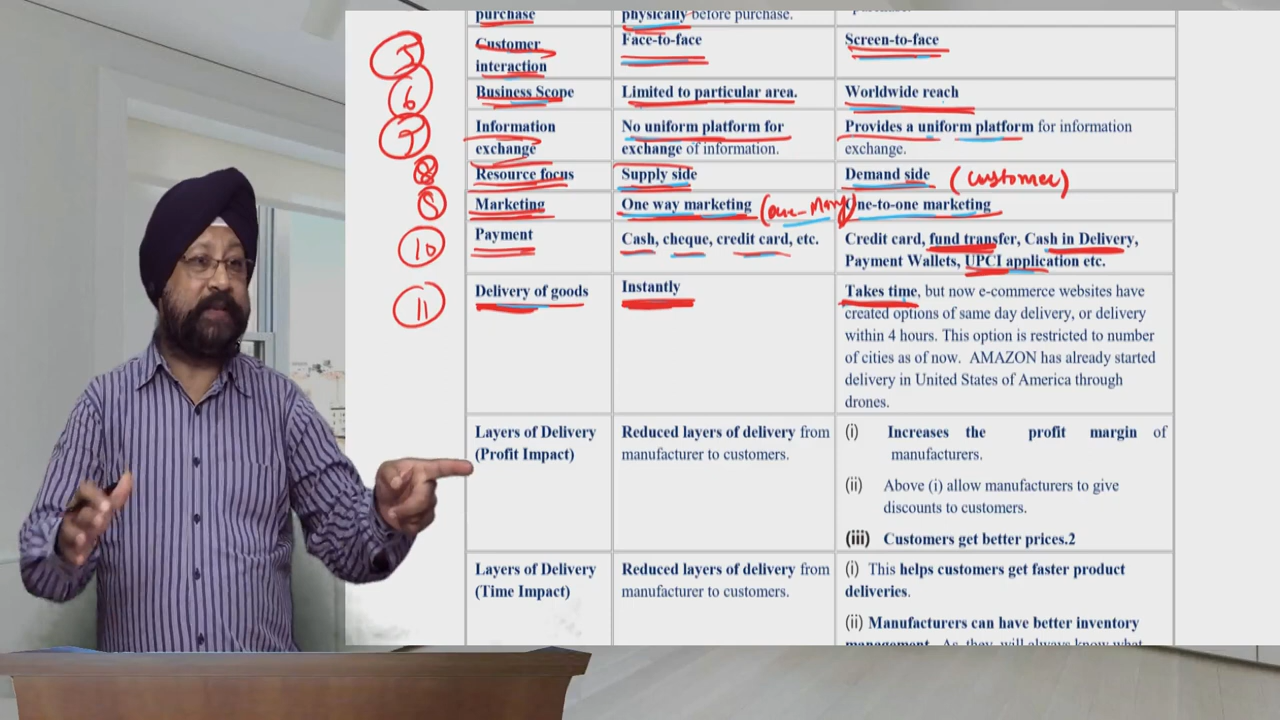 purchase
physically before purchase.
5
Customer
interaction
Face-to-face
Screen-to-face
6
Business Scope
Limited to particular area.
Worldwide reach
7
Information
exchange
No uniform platform for
exchange of information.
Provides a uniform platform for information
exchange.
8
Resource focus
Supply side
Demand side (customer)
9
Marketing
One way marketing (one-Many)
One-to-one marketing
10
Payment
Cash, cheque, credit card, etc.
Credit card, fund transfer, Cash in Delivery,
Payment Wallets, UPCI application etc.
11
Delivery of goods
Instantly
Takes time, but now e-commerce websites have
created options of same day delivery, or delivery
within 4 hours. This option is restricted to number
of cities as of now. AMAZON has already started
delivery in United States of America through
drones.
Layers of Delivery
(Profit Impact)
Reduced layers of delivery from
manufacturer to customers.
(i) Increases the profit margin of
manufacturers.
(ii) Above (i) allow manufacturers to give
discounts to customers.
(iii) Customers get better prices.2
Layers of Delivery
(Time Impact)
Reduced layers of delivery from
manufacturer to customers.
(i) This helps customers get faster product
deliveries.
(ii) Manufacturers can have better inventory
management. As they will always know what